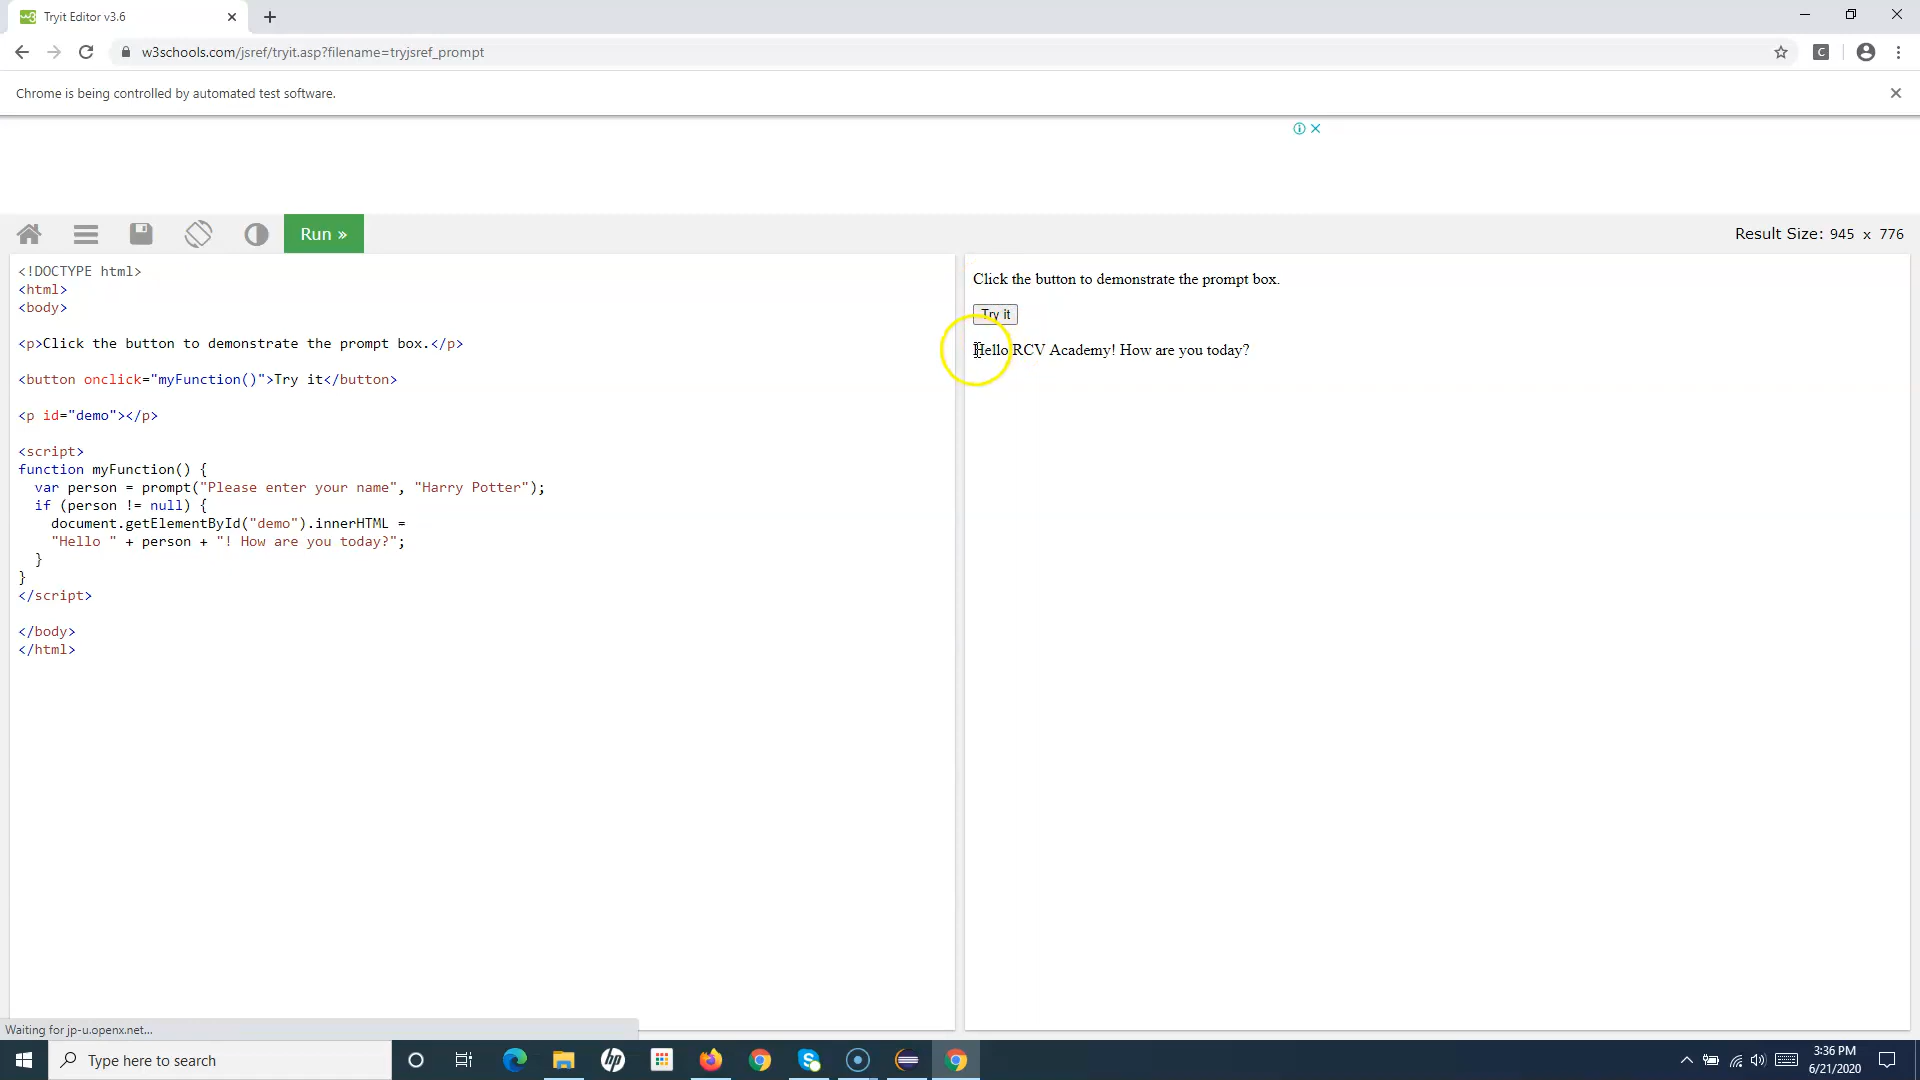 Tryit Editor v3.6
w3schools.com/jsref/tryit.asp?filename=tryjsref_prompt
Chrome is being controlled by automated test software.
Run »
Result Size: 945 x 776
<!DOCTYPE html>
<html>
<body>
<p>Click the button to demonstrate the prompt box.</p>
<button onclick="myFunction()">Try it</button>
<p id="demo"></p>
<script>
function myFunction() {
  var person = prompt("Please enter your name", "Harry Potter");
  if (person != null) {
    document.getElementById("demo").innerHTML =
    "Hello " + person + "! How are you today?";
  }
}
</script>
</body>
</html>
Click the button to demonstrate the prompt box.
Try it
Hello RCV Academy! How are you today?
Waiting for jp-u.openx.net...
Type here to search
3:36 PM
6/21/2020